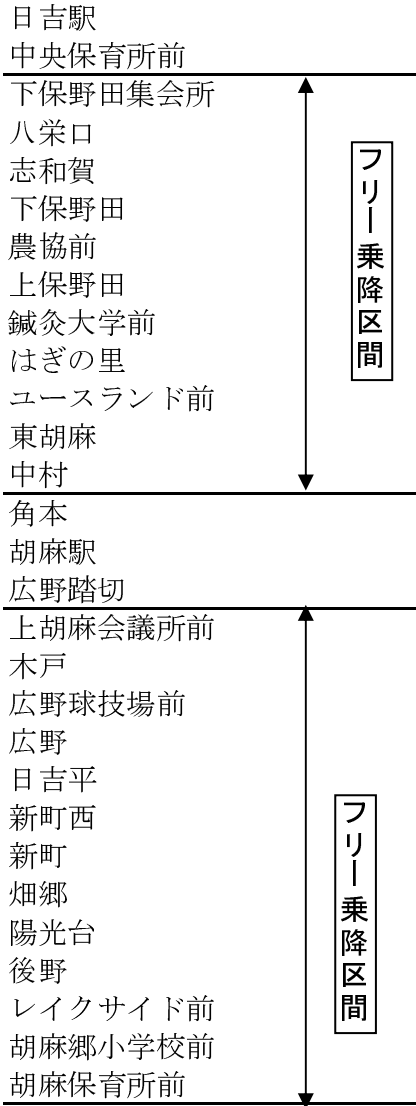 日吉駅
中央保育所前
下保野田集会所
八栄口
志和賀
下保野田
農協前
上保野田
鍼灸大学前
はぎの里
ユースランド前
東胡麻
中村
フリー乗降区間
角本
胡麻駅
広野踏切
上胡麻会議所前
木戸
広野球技場前
広野
日吉平
新町西
新町
畑郷
陽光台
後野
レイクサイド前
胡麻郷小学校前
胡麻保育所前
フリー乗降区間